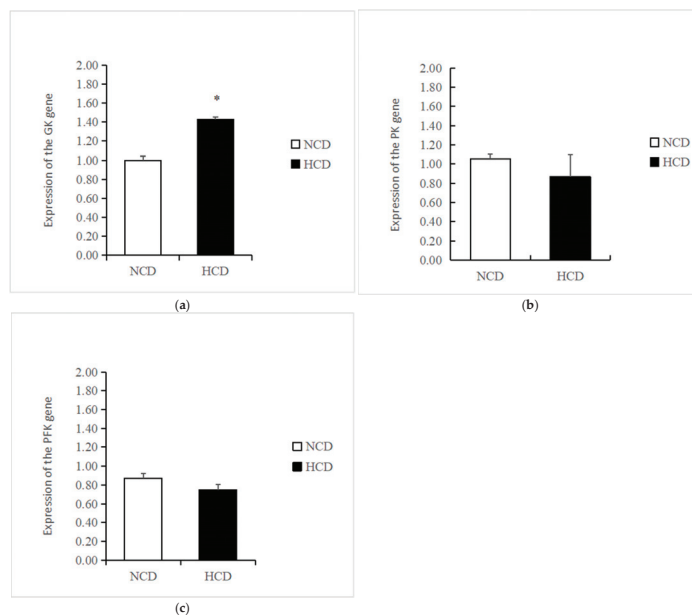 Expression of the GK gene
2.00
1.80
1.60
1.40
1.20
1.00
0.80
0.60
0.40
0.20
0.00
*
NCD
HCD
NCD
HCD
(a)
Expression of the PK gene
2.00
1.80
1.60
1.40
1.20
1.00
0.80
0.60
0.40
0.20
0.00
NCD
HCD
NCD
HCD
(b)
Expression of the PFK gene
2.00
1.80
1.60
1.40
1.20
1.00
0.80
0.60
0.40
0.20
0.00
NCD
HCD
NCD
HCD
(c)